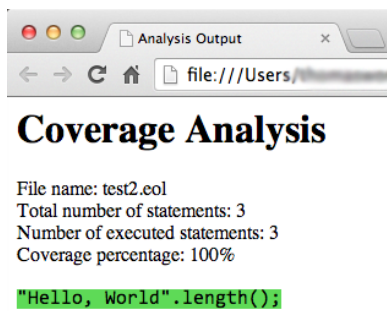 Analysis Output
file:///Users/
Coverage Analysis
File name: test2.eol
Total number of statements: 3
Number of executed statements: 3
Coverage percentage: 100%
"Hello, World".length();